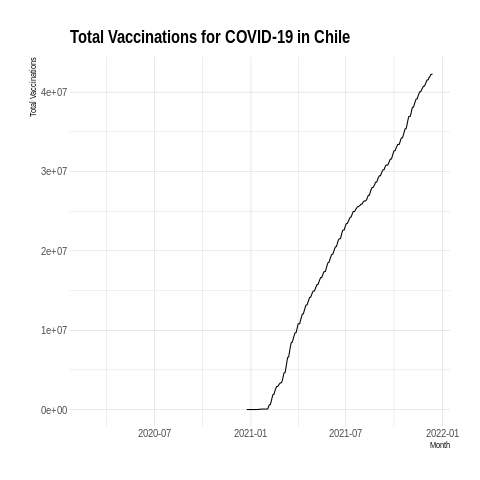 Total Vaccinations for COVID-19 in Chile
Total Vaccinations
4e+07
3e+07
2e+07
1e+07
0e+00
2020-07 2021-01 2021-07 2022-01
Month